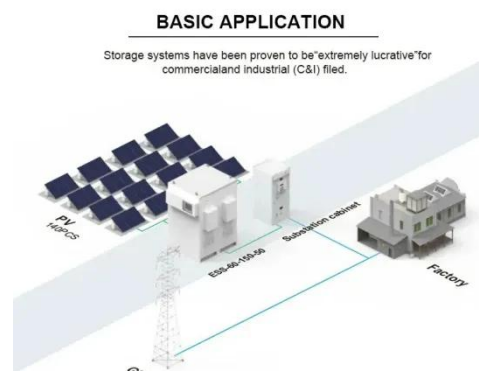 BASIC APPLICATION
Storage systems have been proven to be“extremely lucrative”for
commercialand industrial (C&I) filed.
PV
140PCS
ESS-60-150-50
Substation cabinet
Factory